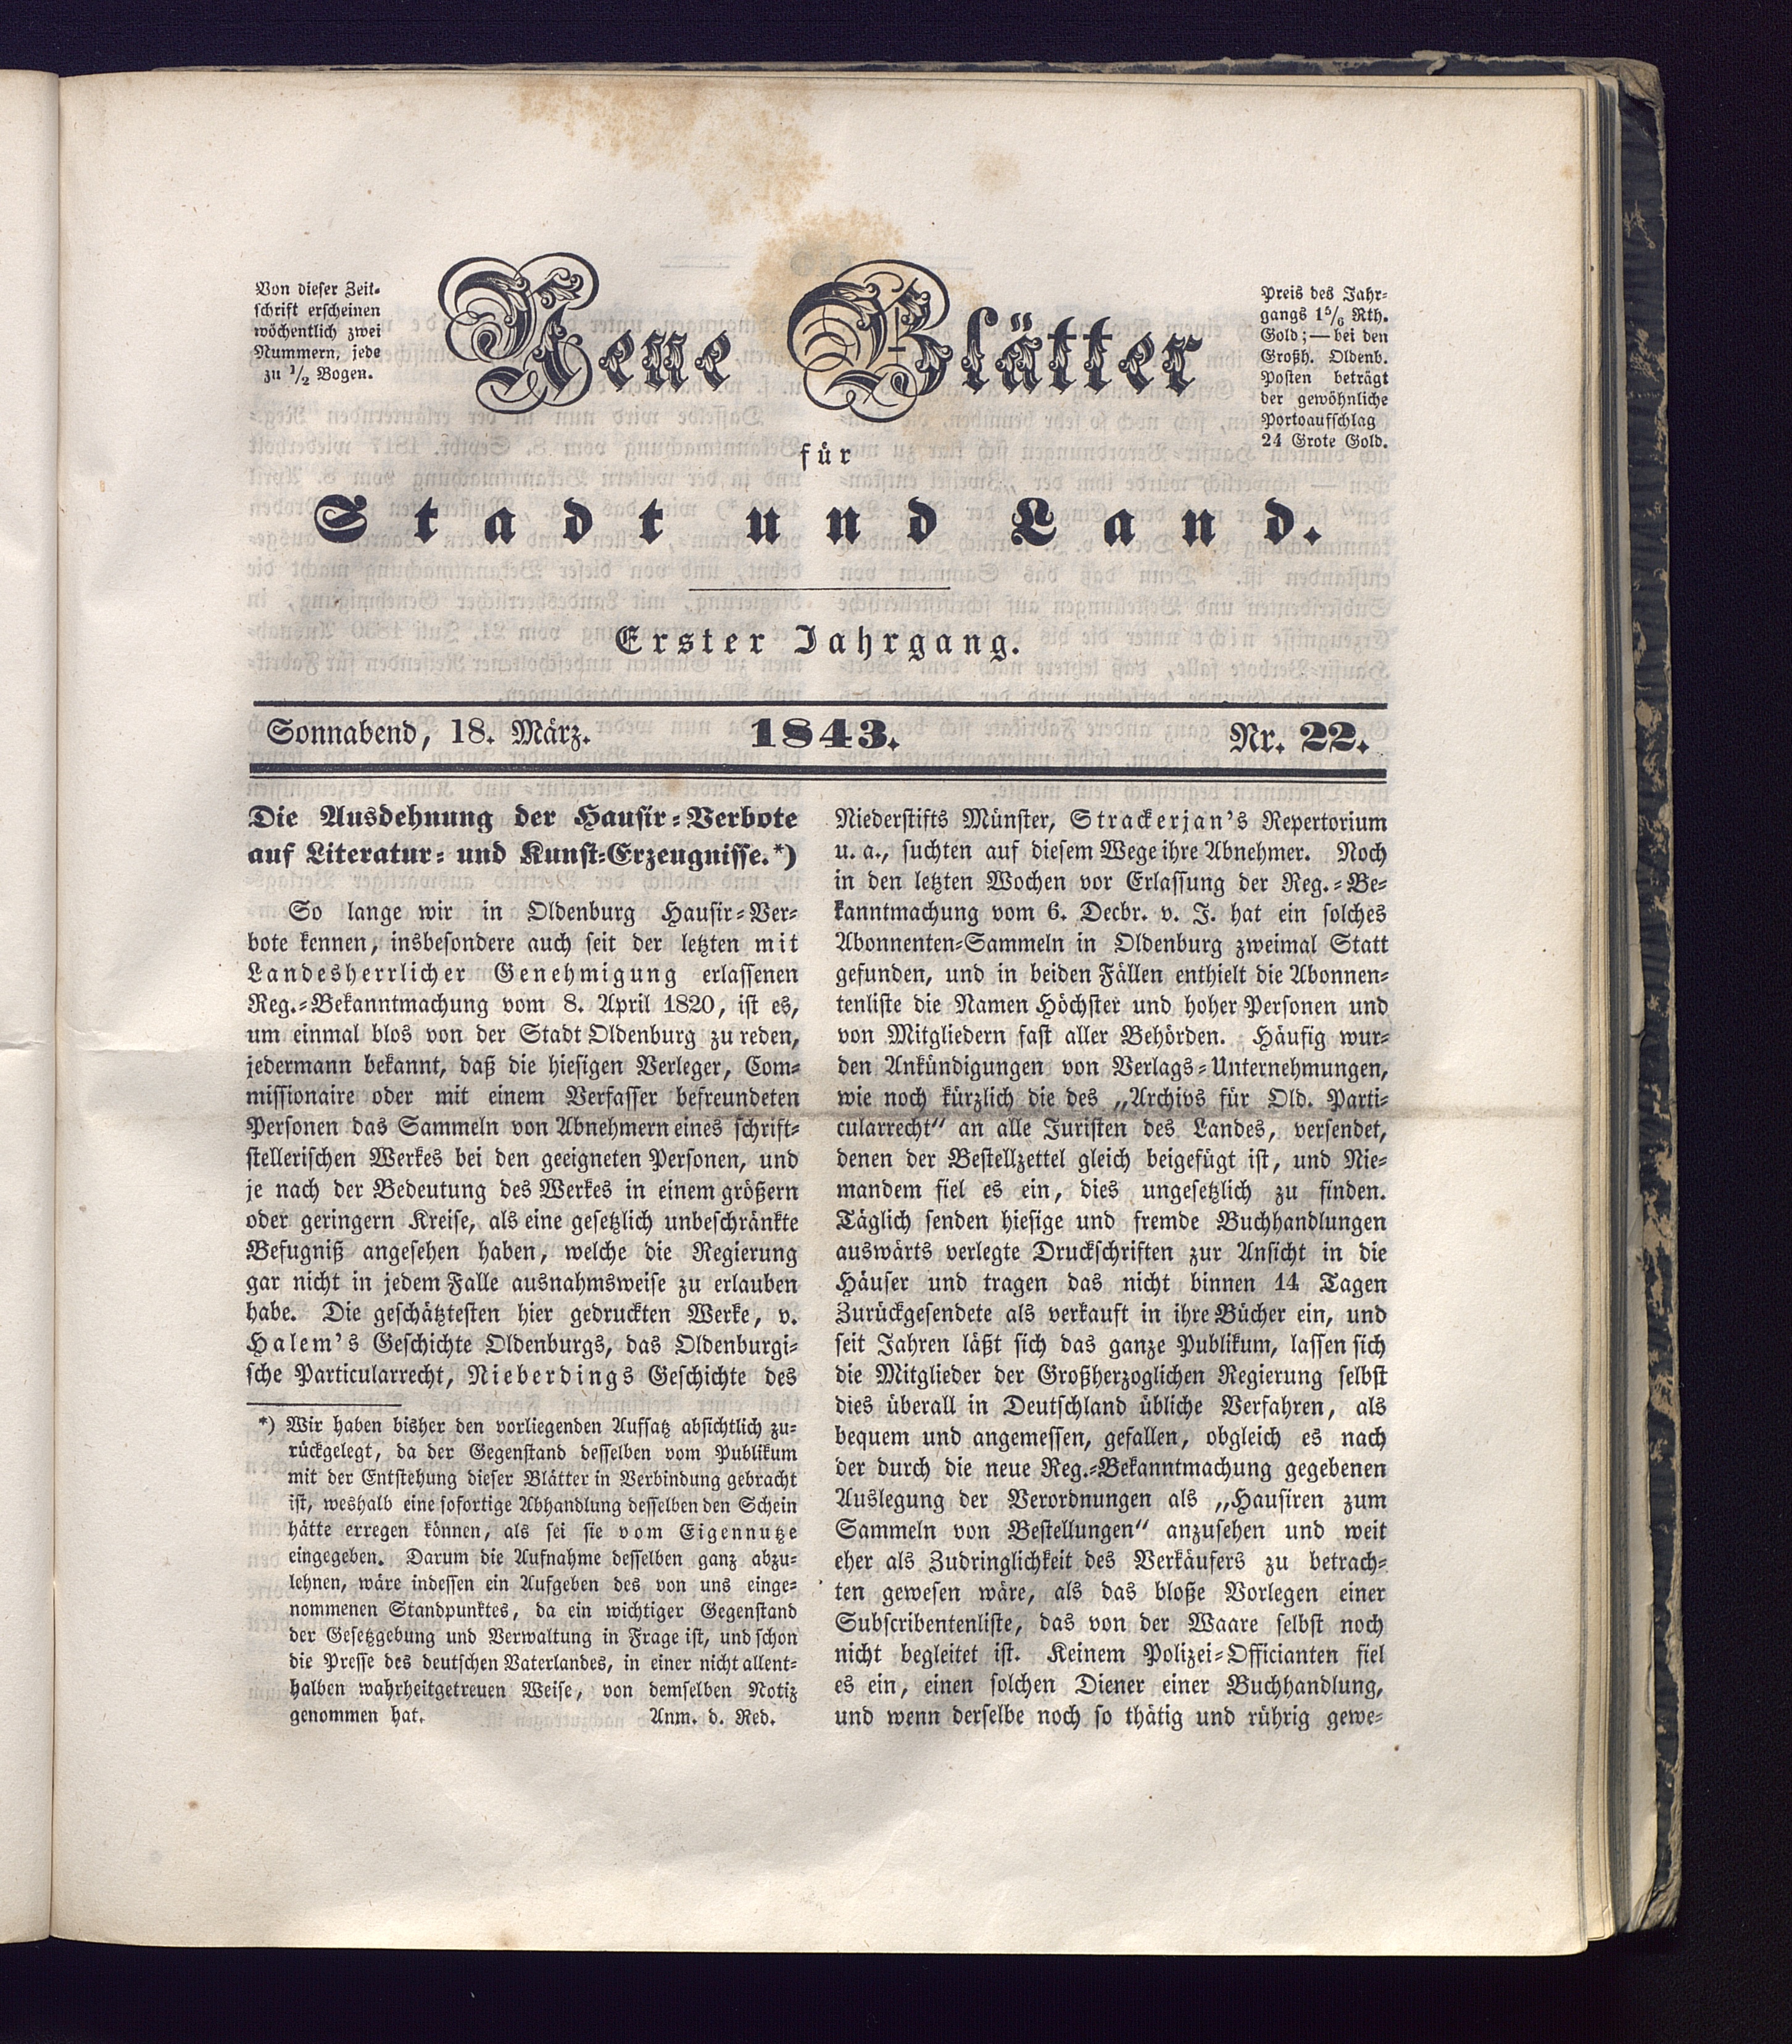 Von dieser Zeit-
schrift erscheinen
wöchentlich zwei
Nummern, jede
zu 1/2 Bogen.
Neue Blätter
für
Stadt und Land.
Preis des Jahr-
gangs 1 5/6 Rth.
Gold; — bei den
Großh. Oldenb.
Posten beträgt
der gewöhnliche
Portoaufschlag
24 Grote Gold.
Erster Jahrgang.
Sonnabend, 18. März. 1843. Nr. 22.
Die Ausdehnung der Hausir-Verbote
auf Literatur- und Kunst-Erzeugnisse.*)
So lange wir in Oldenburg Hausir-Ver-
bote kennen, insbesondere auch seit der letzten mit
Landesherrlicher Genehmigung erlassenen
Reg.-Bekanntmachung vom 8. April 1820, ist es,
um einmal blos von der Stadt Oldenburg zu reden,
jedermann bekannt, daß die hiesigen Verleger, Com-
missionaire oder mit einem Verfasser befreundeten
Personen das Sammeln von Abnehmern eines schrift-
stellerischen Werkes bei den geeigneten Personen, und
je nach der Bedeutung des Werkes in einem größern
oder geringern Kreise, als eine gesetzlich unbeschränkte
Befugniß angesehen haben, welche die Regierung
gar nicht in jedem Falle ausnahmsweise zu erlauben
habe. Die geschätztesten hier gedruckten Werke, v.
Halem's Geschichte Oldenburgs, das Oldenburgi-
sche Particularrecht, Nieberdings Geschichte des
*) Wir haben bisher den vorliegenden Aufsatz absichtlich zu-
rückgelegt, da der Gegenstand desselben vom Publikum
mit der Entstehung dieser Blätter in Verbindung gebracht
ist, weshalb eine sofortige Abhandlung desselben den Schein
hätte erregen können, als sei sie vom Eigennutze
eingegeben. Darum die Aufnahme desselben ganz abzu-
lehnen, wäre indessen ein Aufgeben des von uns einge-
nommenen Standpunktes, da ein wichtiger Gegenstand
der Gesetzgebung und Verwaltung in Frage ist, und schon
die Presse des deutschen Vaterlandes, in einer nicht allent-
halben wahrheitgetreuen Weise, von demselben Notiz
genommen hat. Anm. d. Red.
Niederstifts Münster, Strackerjan's Repertorium
u. a., suchten auf diesem Wege ihre Abnehmer. Noch
in den letzten Wochen vor Erlassung der Reg.-Be-
kanntmachung vom 6. Decbr. v. J. hat ein solches
Abonnenten-Sammeln in Oldenburg zweimal Statt
gefunden, und in beiden Fällen enthielt die Abonnen-
tenliste die Namen Höchster und hoher Personen und
von Mitgliedern fast aller Behörden. Häufig wur-
den Ankündigungen von Verlags-Unternehmungen,
wie noch kürzlich die des „Archivs für Old. Parti-
cularrecht“ an alle Juristen des Landes, versendet,
denen der Bestellzettel gleich beigefügt ist, und Nie-
mandem fiel es ein, dies ungesetzlich zu finden.
Täglich senden hiesige und fremde Buchhandlungen
auswärts verlegte Druckschriften zur Ansicht in die
Häuser und tragen das nicht binnen 14 Tagen
Zurückgesendete als verkauft in ihre Bücher ein, und
seit Jahren läßt sich das ganze Publikum, lassen sich
die Mitglieder der Großherzoglichen Regierung selbst
dies überall in Deutschland übliche Verfahren, als
bequem und angemessen, gefallen, obgleich es nach
der durch die neue Reg.-Bekanntmachung gegebenen
Auslegung der Verordnungen als „Hausiren zum
Sammeln von Bestellungen“ anzusehen und weit
eher als Zudringlichkeit des Verkäufers zu betrach-
ten gewesen wäre, als das bloße Vorlegen einer
Subscribentenliste, das von der Waare selbst noch
nicht begleitet ist. Keinem Polizei-Officianten fiel
es ein, einen solchen Diener einer Buchhandlung,
und wenn derselbe noch so thätig und rührig gewe-